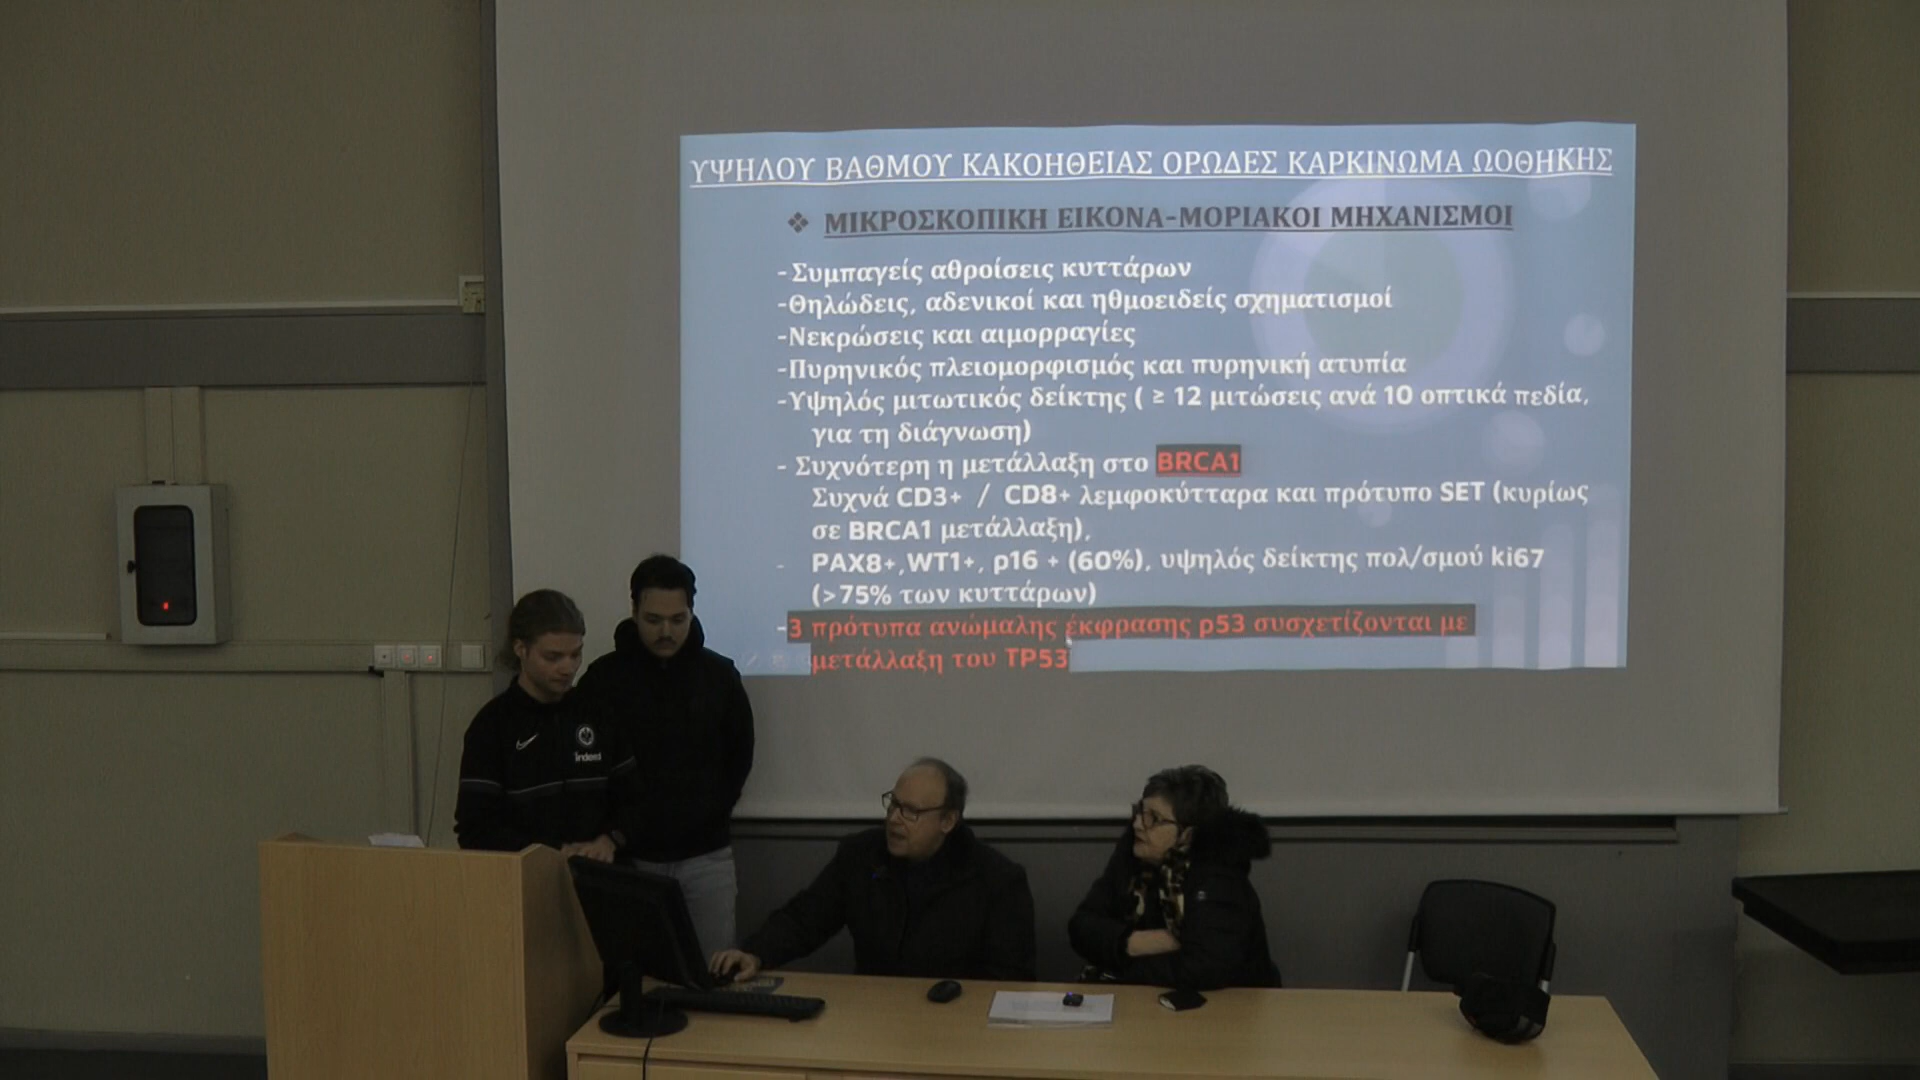 ΥΨΗΛΟΥ ΒΑΘΜΟΥ ΚΑΚΟΗΘΕΙΑΣ ΟΡΩΔΕΣ ΚΑΡΚΙΝΩΜΑ ΩΟΘΗΚΗΣ
❖ ΜΙΚΡΟΣΚΟΠΙΚΗ ΕΙΚΟΝΑ-ΜΟΡΙΑΚΟΙ ΜΗΧΑΝΙΣΜΟΙ
-Συμπαγείς αθροίσεις κυττάρων
-Θηλώδεις, αδενικοί και ηθμοειδείς σχηματισμοί
-Νεκρώσεις και αιμορραγίες
-Πυρηνικός πλειομορφισμός και πυρηνική ατυπία
-Υψηλός μιτωτικός δείκτης ( ≥ 12 μιτώσεις ανά 10 οπτικά πεδία,
για τη διάγνωση)
- Συχνότερη η μετάλλαξη στο BRCA1
Συχνά CD3+ / CD8+ λεμφοκύτταρα και πρότυπο SET (κυρίως
σε BRCA1 μετάλλαξη),
- PAX8+,WT1+, p16 + (60%), υψηλός δείκτης πολ/σμού ki67
(>75% των κυττάρων)
-3 πρότυπα ανώμαλης έκφρασης p53 συσχετίζονται με
μετάλλαξη του TP53
indeed